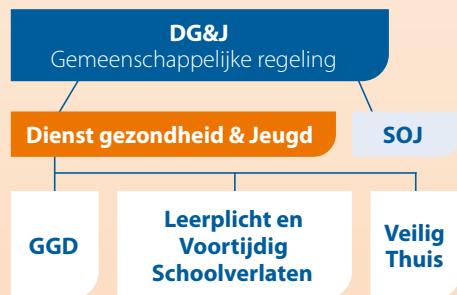 DG&J
Gemeenschappelijke regeling
Dienst gezondheid & Jeugd
SOJ
GGD
Leerplicht en
Voortijdig
Schoolverlaten
Veilig
Thuis